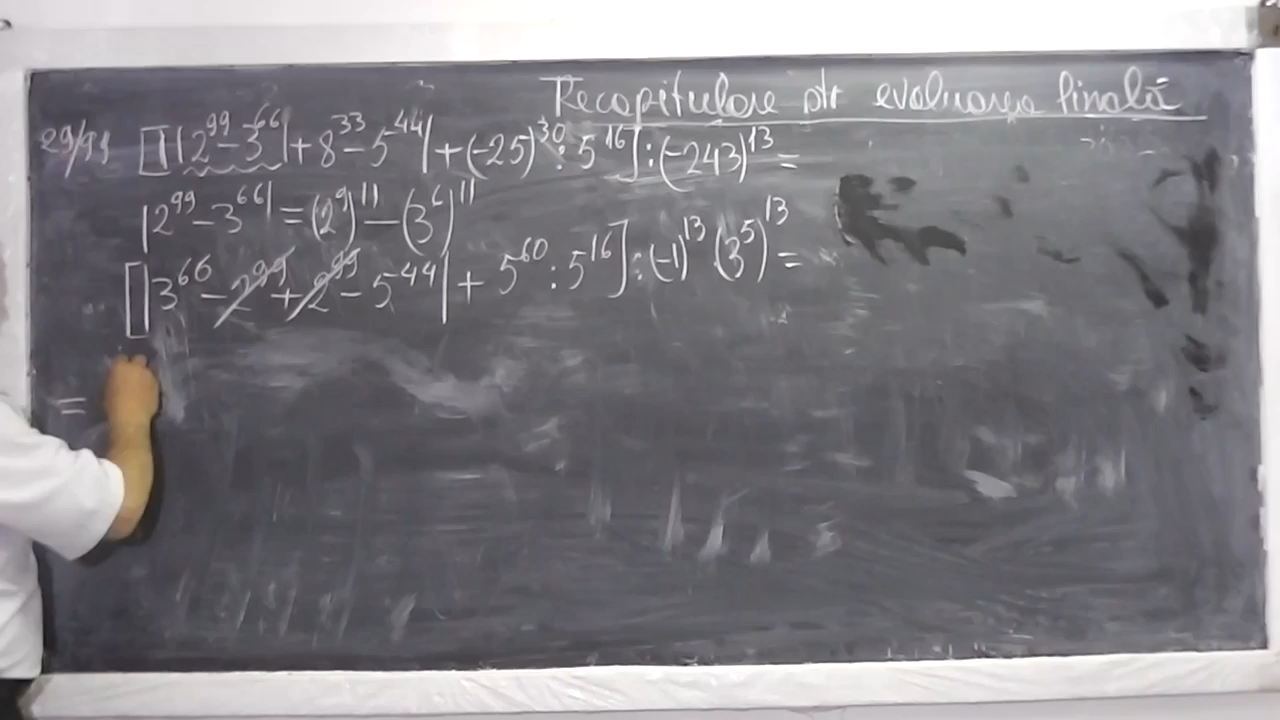 Recapitulare ptr evaluarea finală
29/91 [||2^99-3^66|+8^33-5^44|+(-25)^30:5^16]:(-243)^13=
|2^99-3^66|=(2^9)^11-(3^6)^11
[|3^66-2^99+2^99-5^44|+5^60:5^16]:(-1)^13·(3^5)^13=
=